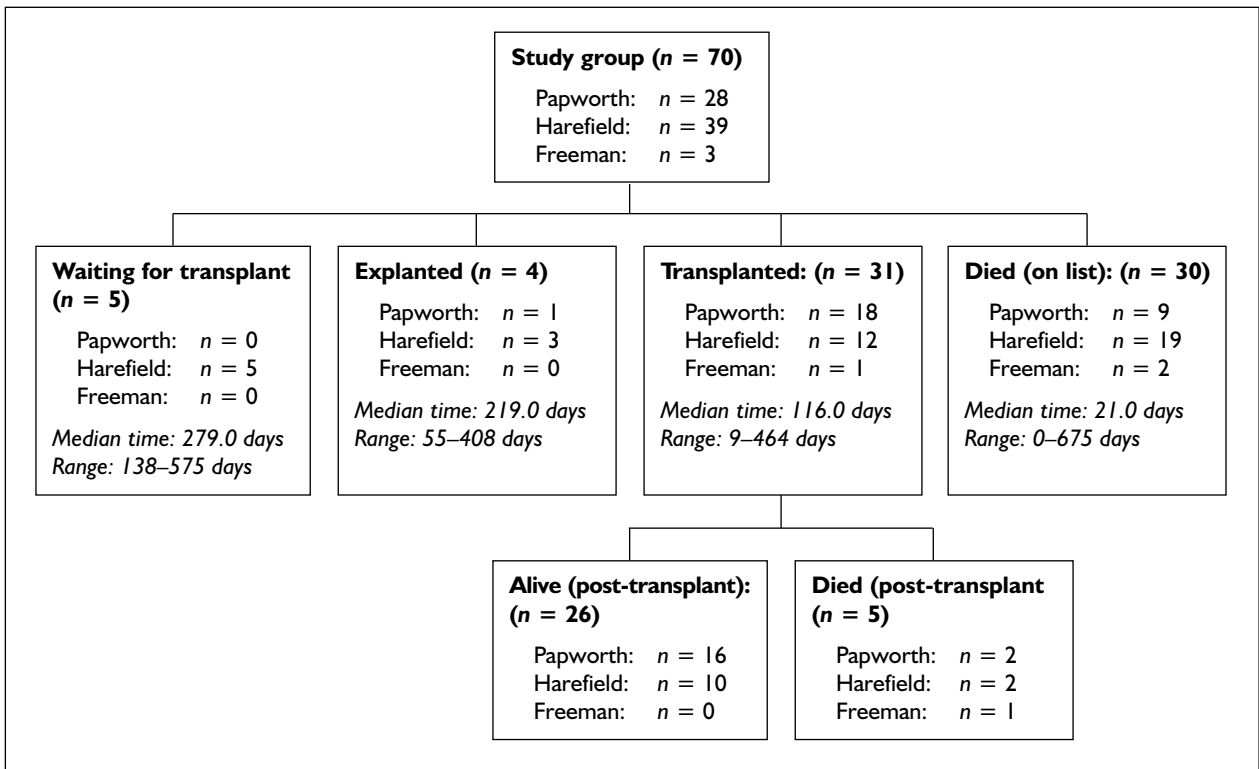 Study group (n = 70)
Papworth: n = 28
Harefield: n = 39
Freeman: n = 3
Waiting for transplant
(n = 5)
Papworth: n = 0
Harefield: n = 5
Freeman: n = 0
Median time: 279.0 days
Range: 138–575 days
Explanted (n = 4)
Papworth: n = 1
Harefield: n = 3
Freeman: n = 0
Median time: 219.0 days
Range: 55–408 days
Transplanted: (n = 31)
Papworth: n = 18
Harefield: n = 12
Freeman: n = 1
Median time: 116.0 days
Range: 9–464 days
Died (on list): (n = 30)
Papworth: n = 9
Harefield: n = 19
Freeman: n = 2
Median time: 21.0 days
Range: 0–675 days
Alive (post-transplant):
(n = 26)
Papworth: n = 16
Harefield: n = 10
Freeman: n = 0
Died (post-transplant
(n = 5)
Papworth: n = 2
Harefield: n = 2
Freeman: n = 1